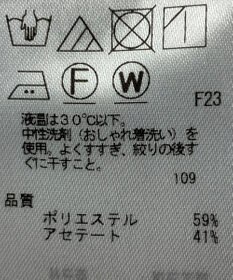 F
W
F23
液温は30℃以下。
中性洗剤（おしゃれ着洗い）を
使用。よくすすぎ、絞りの後す
ぐに干すこと。
109
品質
ポリエステル 59%
アセテート 41%